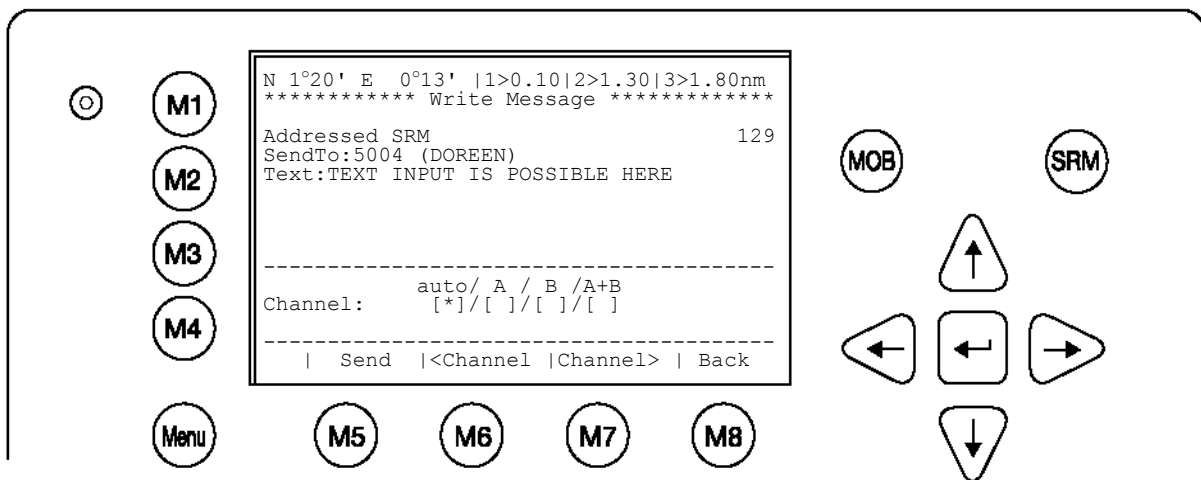 N 1°20' E  0°13' |1>0.10|2>1.30|3>1.80nm
************ Write Message *************
Addressed SRM                        129
SendTo:5004 (DOREEN)
Text:TEXT INPUT IS POSSIBLE HERE
----------------------------------------
auto/ A / B /A+B
Channel:     [*]/[ ]/[ ]/[ ]
----------------------------------------
|  Send  |<Channel |Channel> | Back
M1
M2
M3
M4
MOB
SRM
Menu
M5
M6
M7
M8